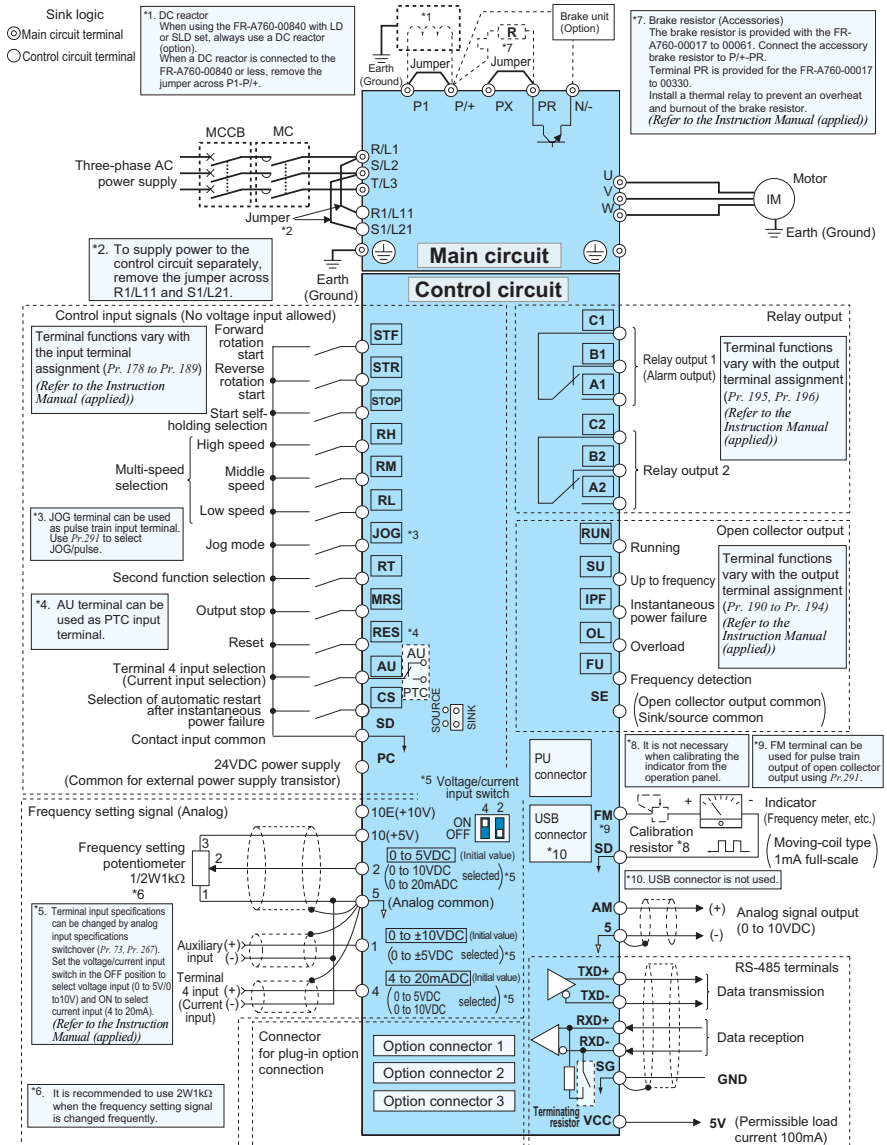 Sink logic
Main circuit terminal
Control circuit terminal
*1. DC reactor
When using the FR-A760-00840 with LD
or SLD set, always use a DC reactor
(option).
When a DC reactor is connected to the
FR-A760-00840 or less, remove the
jumper across P1-P/+.
*1
Earth
(Ground)
Jumper
R
*7
Jumper
Brake unit
(Option)
*7. Brake resistor (Accessories)
The brake resistor is provided with the FR-
A760-00017 to 00061. Connect the accessory
brake resistor to P/+-PR.
Terminal PR is provided for the FR-A760-00017
to 00330.
Install a thermal relay to prevent an overheat
and burnout of the brake resistor.
(Refer to the Instruction Manual (applied))
P1
P/+
PX
PR
N/-
MCCB
MC
Three-phase AC
power supply
R/L1
S/L2
T/L3
R1/L11
S1/L21
Jumper
*2
Earth
(Ground)
U
V
W
Motor
IM
Earth (Ground)
*2. To supply power to the
control circuit separately,
remove the jumper across
R1/L11 and S1/L21.
Main circuit
Control circuit
Control input signals (No voltage input allowed)
Terminal functions vary with
the input terminal
assignment (Pr. 178 to Pr. 189)
(Refer to the Instruction
Manual (applied))
Forward
rotation
start
STF
Reverse
rotation
start
STR
Start self-
holding selection
STOP
Multi-speed
selection
High speed
RH
Middle
speed
RM
Low speed
RL
*3. JOG terminal can be used
as pulse train input terminal.
Use Pr.291 to select
JOG/pulse.
Jog mode
JOG *3
Second function selection
RT
*4. AU terminal can be
used as PTC input
terminal.
Output stop
MRS
Reset
RES *4
Terminal 4 input selection
(Current input selection)
AU
AU
PTC
Selection of automatic restart
after instantaneous
power failure
CS
SOURCE
SINK
Contact input common
SD
24VDC power supply
(Common for external power supply transistor)
PC
Relay output
C1
B1
A1
Relay output 1
(Alarm output)
C2
B2
A2
Relay output 2
Terminal functions
vary with the output
terminal assignment
(Pr. 195, Pr. 196)
(Refer to the
Instruction Manual
(applied))
Open collector output
RUN
Running
SU
Up to frequency
IPF
Instantaneous
power failure
OL
Overload
FU
Frequency detection
SE
(Open collector output common
Sink/source common)
Terminal functions
vary with the output
terminal assignment
(Pr. 190 to Pr. 194)
(Refer to the
Instruction Manual
(applied))
*8. It is not necessary
when calibrating the
indicator from the
operation panel.
*9. FM terminal can be
used for pulse train
output of open collector
output using Pr.291.
PU
connector
USB
connector
*10
*5 Voltage/current
input switch
4 2
ON
OFF
FM
*9
SD
+
-
Calibration
resistor *8
Indicator
(Frequency meter, etc.)
(Moving-coil type
1mA full-scale)
*10. USB connector is not used.
AM
5
(+)
(-)
Analog signal output
(0 to 10VDC)
Frequency setting signal (Analog)
Frequency setting
potentiometer
1/2W1kΩ
*6
3
2
1
10E(+10V)
10(+5V)
2
0 to 5VDC (Initial value)
(0 to 10VDC
0 to 20mADC selected) *5
5
(Analog common)
*5. Terminal input specifications
can be changed by analog
input specifications
switchover (Pr. 73, Pr. 267).
Set the voltage/current input
switch in the OFF position to
select voltage input (0 to 5V/0
to10V) and ON to select
current input (4 to 20mA).
(Refer to the Instruction
Manual (applied))
Auxiliary
input
(+)
(-)
1
0 to ±10VDC (Initial value)
(0 to ±5VDC selected) *5
Terminal
4 input
(Current
input)
(+)
(-)
4
4 to 20mADC (Initial value)
(0 to 5VDC
0 to 10VDC selected) *5
*6. It is recommended to use 2W1kΩ
when the frequency setting signal
is changed frequently.
Connector
for plug-in option
connection
Option connector 1
Option connector 2
Option connector 3
RS-485 terminals
TXD+
TXD-
Data transmission
RXD+
RXD-
Data reception
SG
GND
Terminating
resistor
VCC
5V (Permissible load
current 100mA)